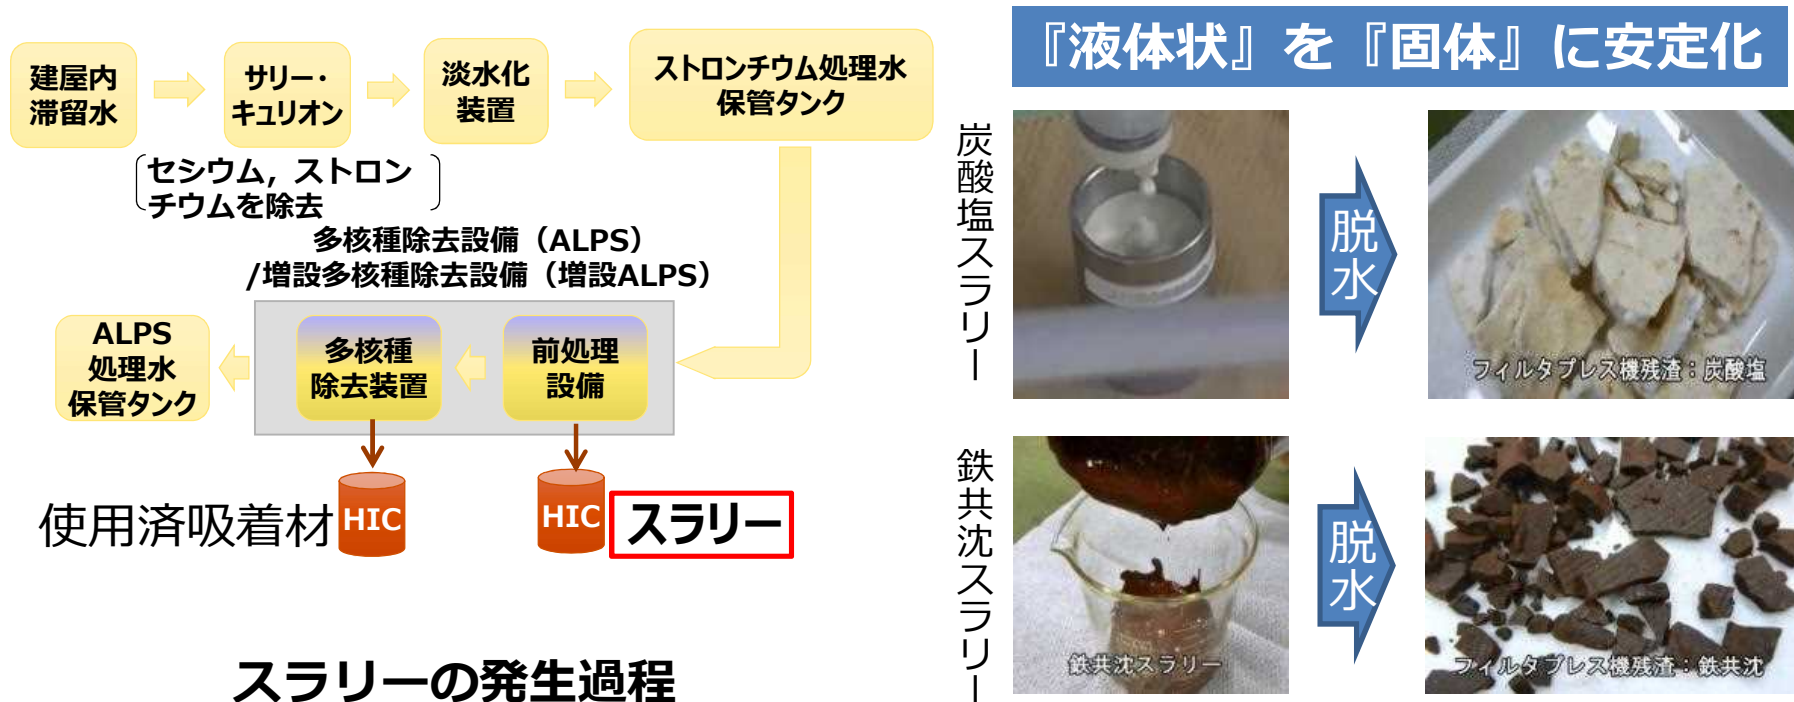 建屋内
滞留水
サリー・
キュリオン
淡水化
装置
ストロンチウム処理水
保管タンク
セシウム，ストロン
チウムを除去
多核種除去設備（ALPS）
/増設多核種除去設備（増設ALPS）
ALPS
処理水
保管タンク
多核種
除去装置
前処理
設備
使用済吸着材
HIC
HIC
スラリー
スラリーの発生過程
『液体状』を『固体』に安定化
炭酸塩スラリー
脱水
フィルタプレス機残渣：炭酸塩
鉄共沈スラリー
鉄共沈スラリー
脱水
フィルタプレス機残渣：鉄共沈